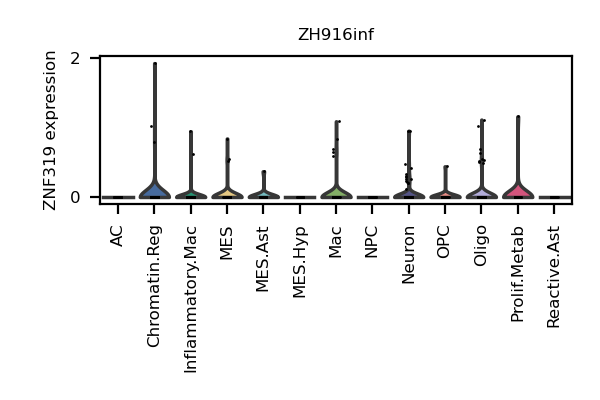 ZH916inf
ZNF319 expression
2
0
AC
Chromatin.Reg
Inflammatory.Mac
MES
MES.Ast
MES.Hyp
Mac
NPC
Neuron
OPC
Oligo
Prolif.Metab
Reactive.Ast